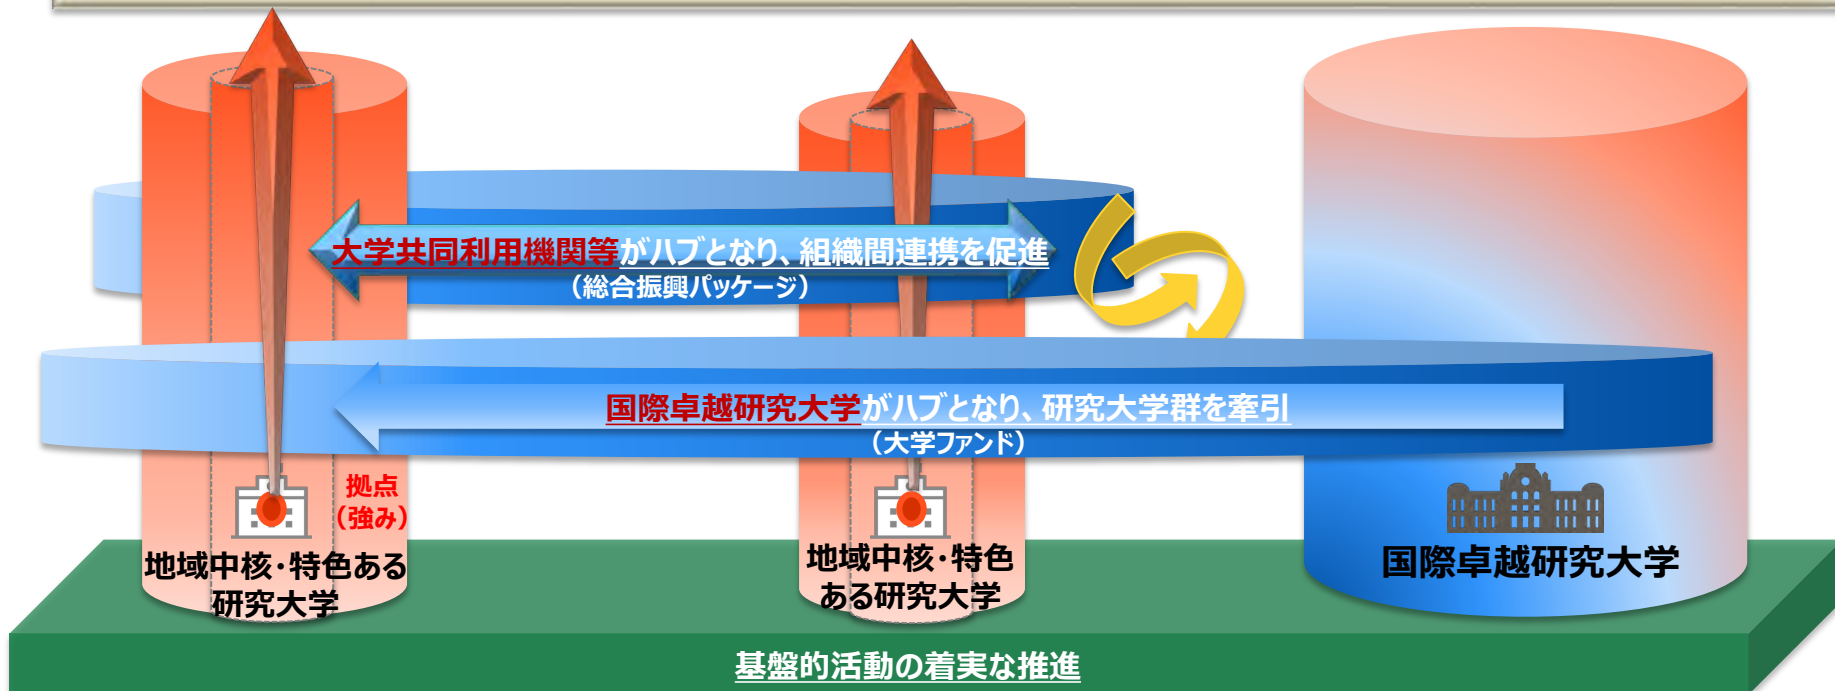 大学共同利用機関等がハブとなり、組織間連携を促進
（総合振興パッケージ）
国際卓越研究大学がハブとなり、研究大学群を牽引
（大学ファンド）
拠点
（強み）
地域中核・特色ある
研究大学
地域中核・特色
ある研究大学
国際卓越研究大学
基盤的活動の着実な推進